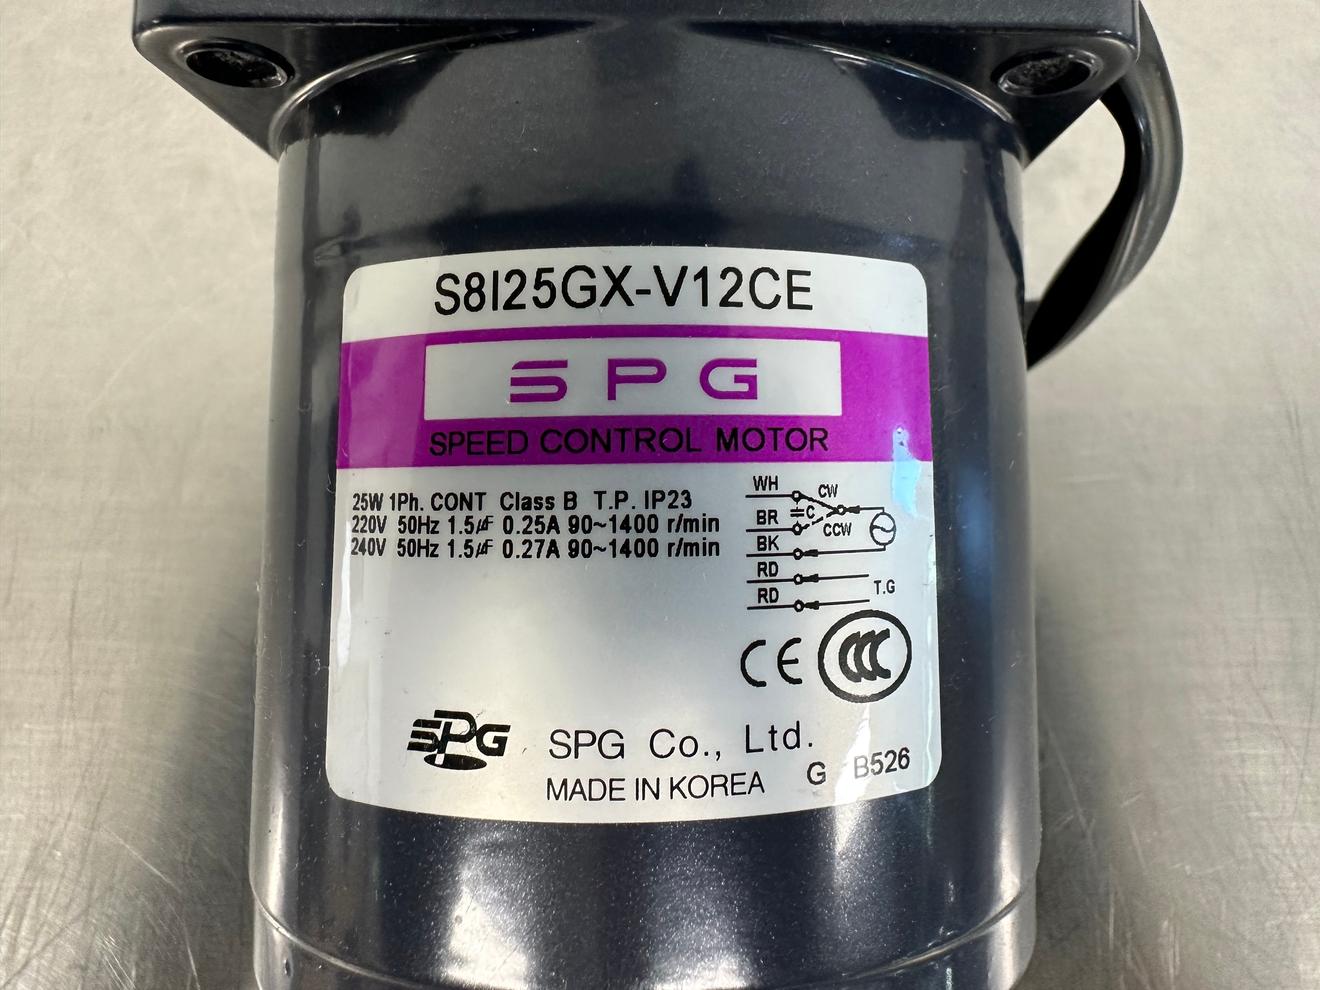 S8I25GX-V12CE
SPG
SPEED CONTROL MOTOR
25W 1Ph. CONT Class B T.P. IP23
220V 50Hz 1.5μF 0.25A 90~1400 r/min
240V 50Hz 1.5μF 0.27A 90~1400 r/min
WH
CW
C
BR
CCW
BK
RD
T.G
RD
CE CCC
SPG SPG Co., Ltd.
MADE IN KOREA G B526